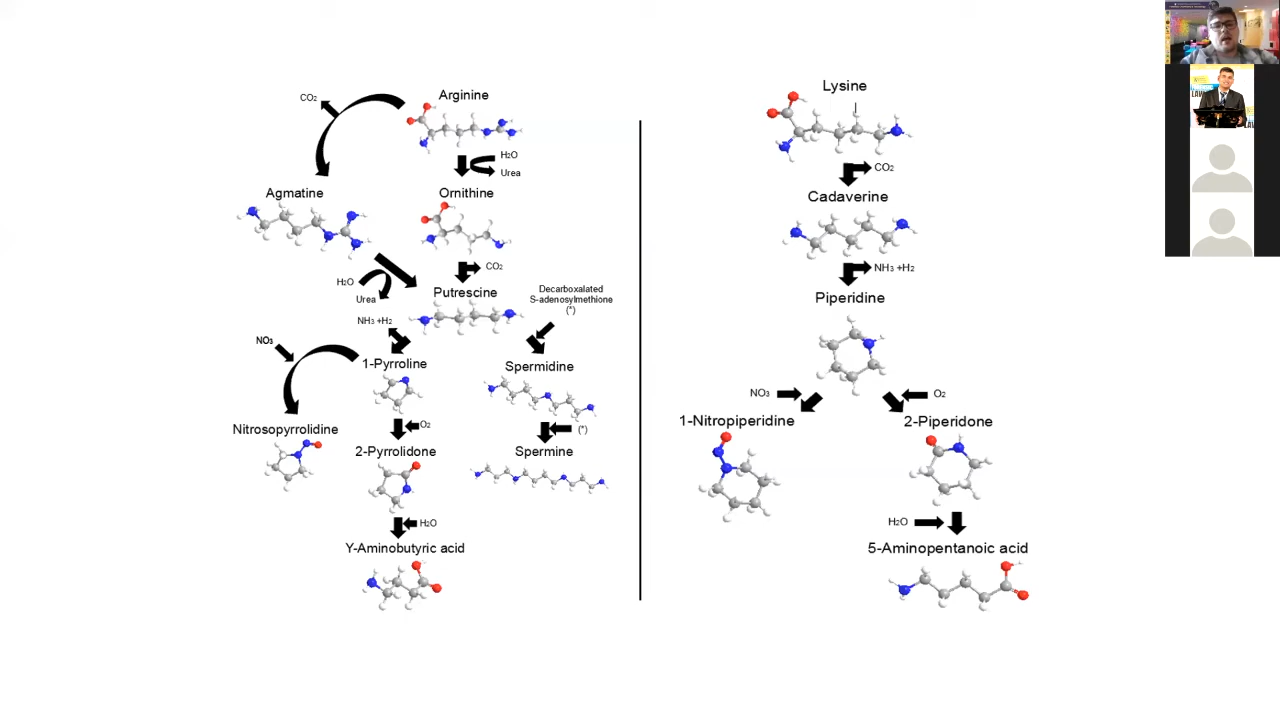 Arginine
CO2
H2O
Urea
Agmatine
Ornithine
CO2
H2O
Urea
Putrescine
Decarboxalated
S-adenosylmethione
(*)
NH3 +H2
NO3
1-Pyrroline
Spermidine
O2
(*)
Nitrosopyrrolidine
2-Pyrrolidone
Spermine
H2O
Y-Aminobutyric acid
Lysine
CO2
Cadaverine
NH3 +H2
Piperidine
NO3
O2
1-Nitropiperidine
2-Piperidone
H2O
5-Aminopentanoic acid
LAW
LAW